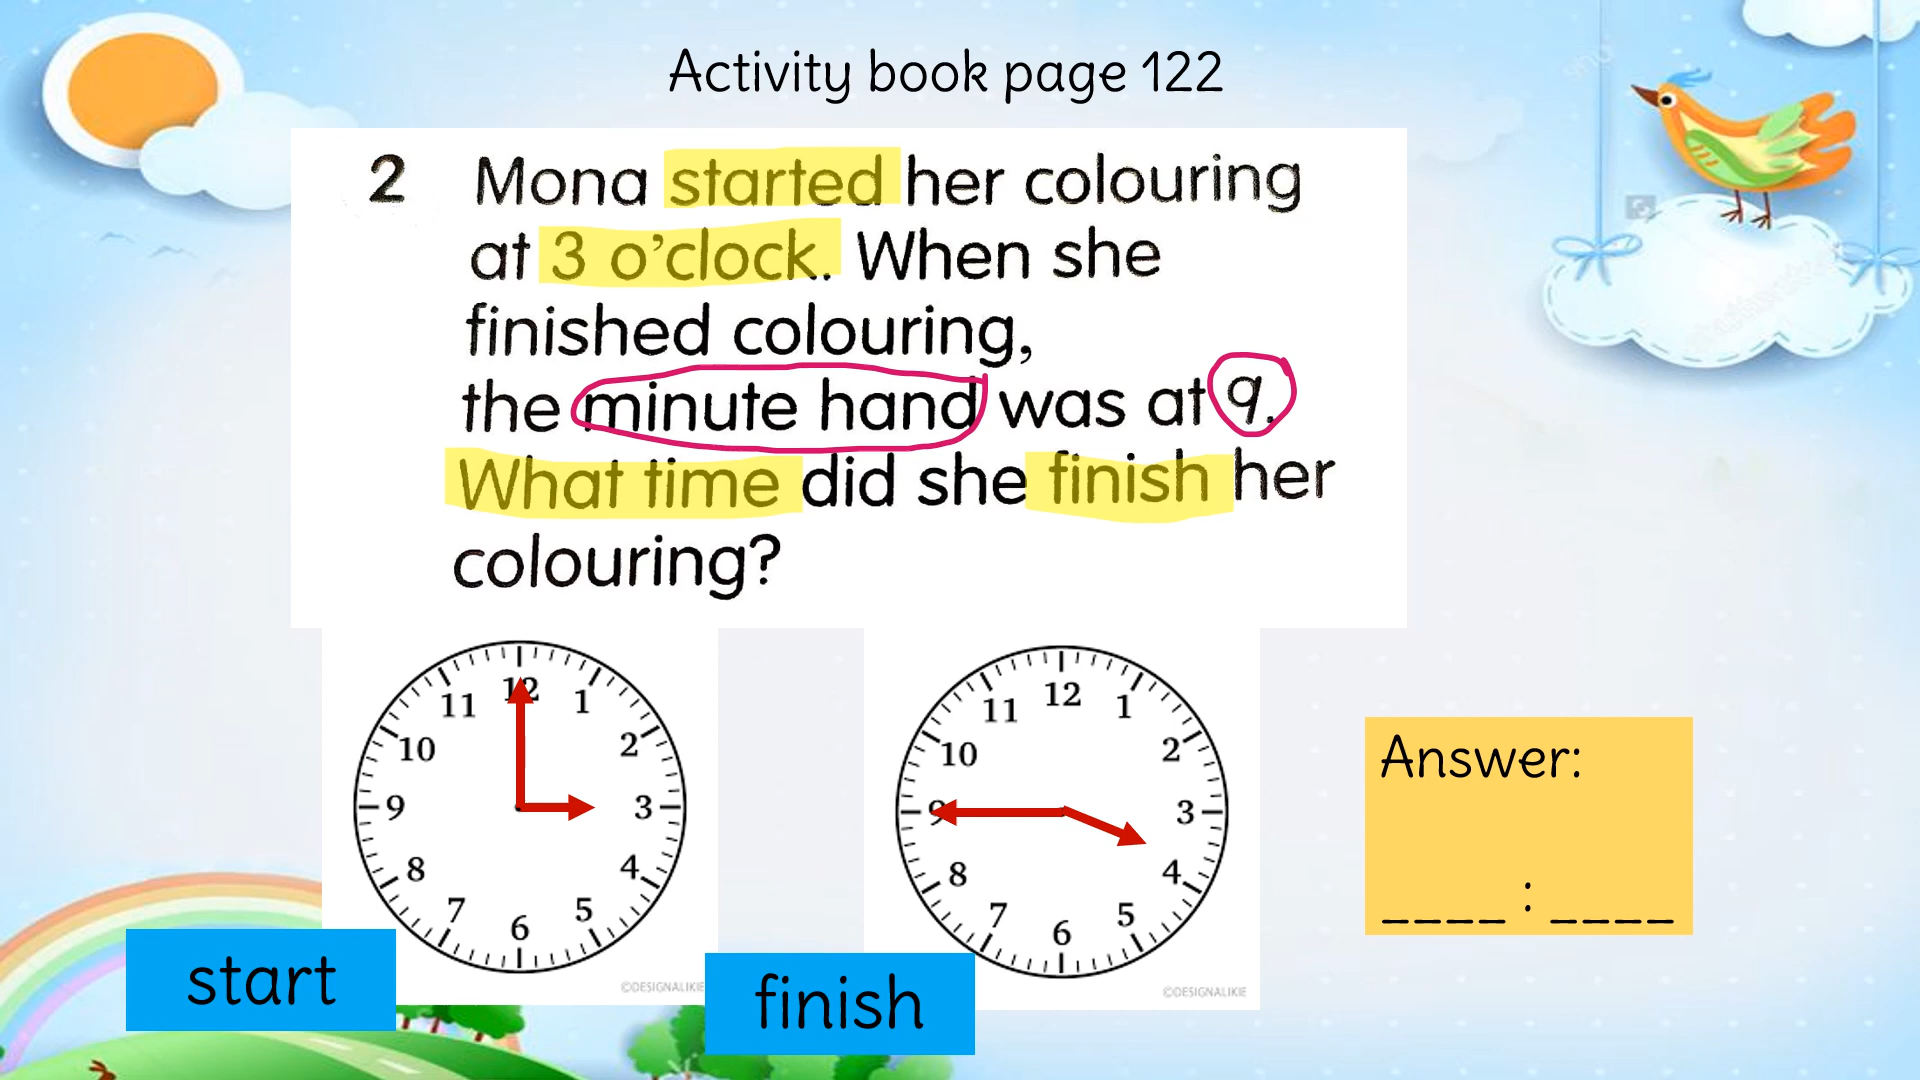 Activity book page 122
2 Mona started her colouring
at 3 o'clock. When she
finished colouring,
the minute hand was at 9.
What time did she finish her
colouring?
12
11 1
10 2
9 3
8 4
7 5
6
©DESIGNALIKIE
start
12
11 1
10 2
9 3
8 4
7 5
6
©DESIGNALIKIE
finish
Answer:
____ : ____